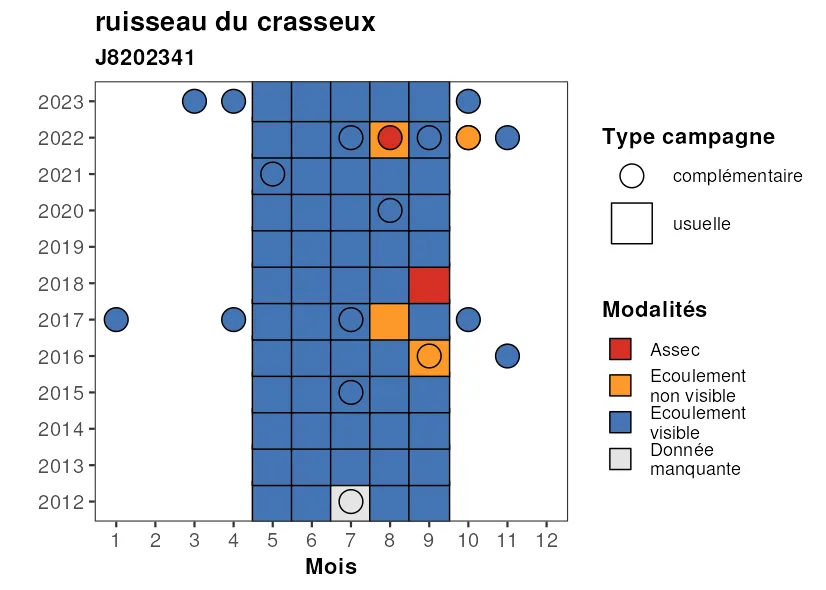 ruisseau du crasseux
J8202341
2023
2022
2021
2020
2019
2018
2017
2016
2015
2014
2013
2012
1 2 3 4 5 6 7 8 9 10 11 12
Mois
Type campagne
complémentaire
usuelle
Modalités
Assec
Ecoulement
non visible
Ecoulement
visible
Donnée
manquante